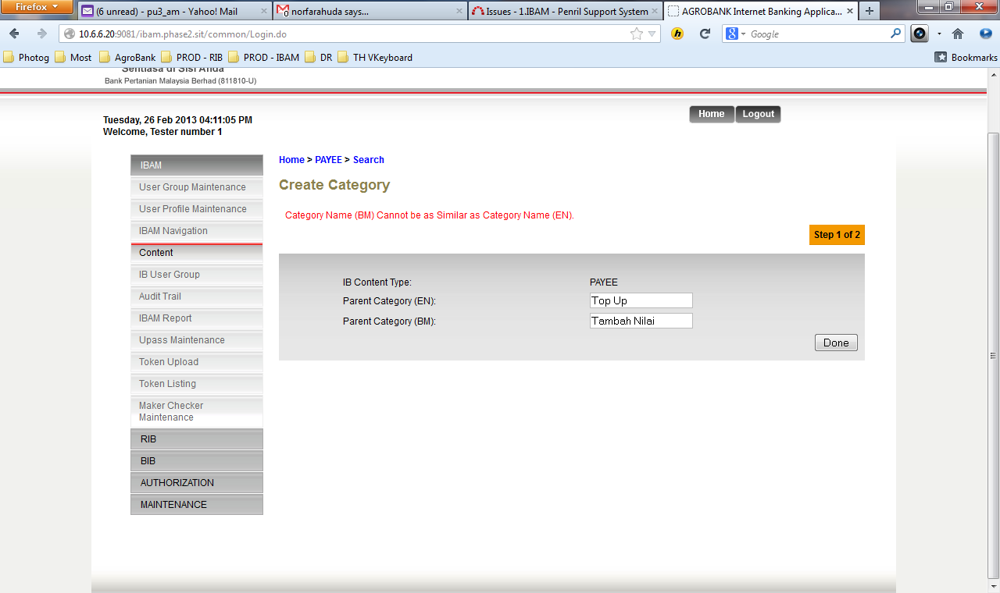 Firefox
(6 unread) - pu3_am - Yahoo! Mail
norfarahuda says...
Issues - 1.IBAM - Penril Support System
AGROBANK Internet Banking Applica...
10.6.6.20:9081/ibam.phase2.sit/common/Login.do
Google
Photog
Most
AgroBank
PROD - RIB
PROD - IBAM
DR
TH VKeyboard
Bookmarks
Sentiasa di Sisi Anda
Bank Pertanian Malaysia Berhad (811810-U)
Home
Logout
Tuesday, 26 Feb 2013 04:11:05 PM
Welcome, Tester number 1
IBAM
User Group Maintenance
User Profile Maintenance
IBAM Navigation
Content
IB User Group
Audit Trail
IBAM Report
Upass Maintenance
Token Upload
Token Listing
Maker Checker
Maintenance
RIB
BIB
AUTHORIZATION
MAINTENANCE
Home > PAYEE > Search
Create Category
Category Name (BM) Cannot be as Similar as Category Name (EN).
Step 1 of 2
IB Content Type: PAYEE
Parent Category (EN): Top Up
Parent Category (BM): Tambah Nilai
Done